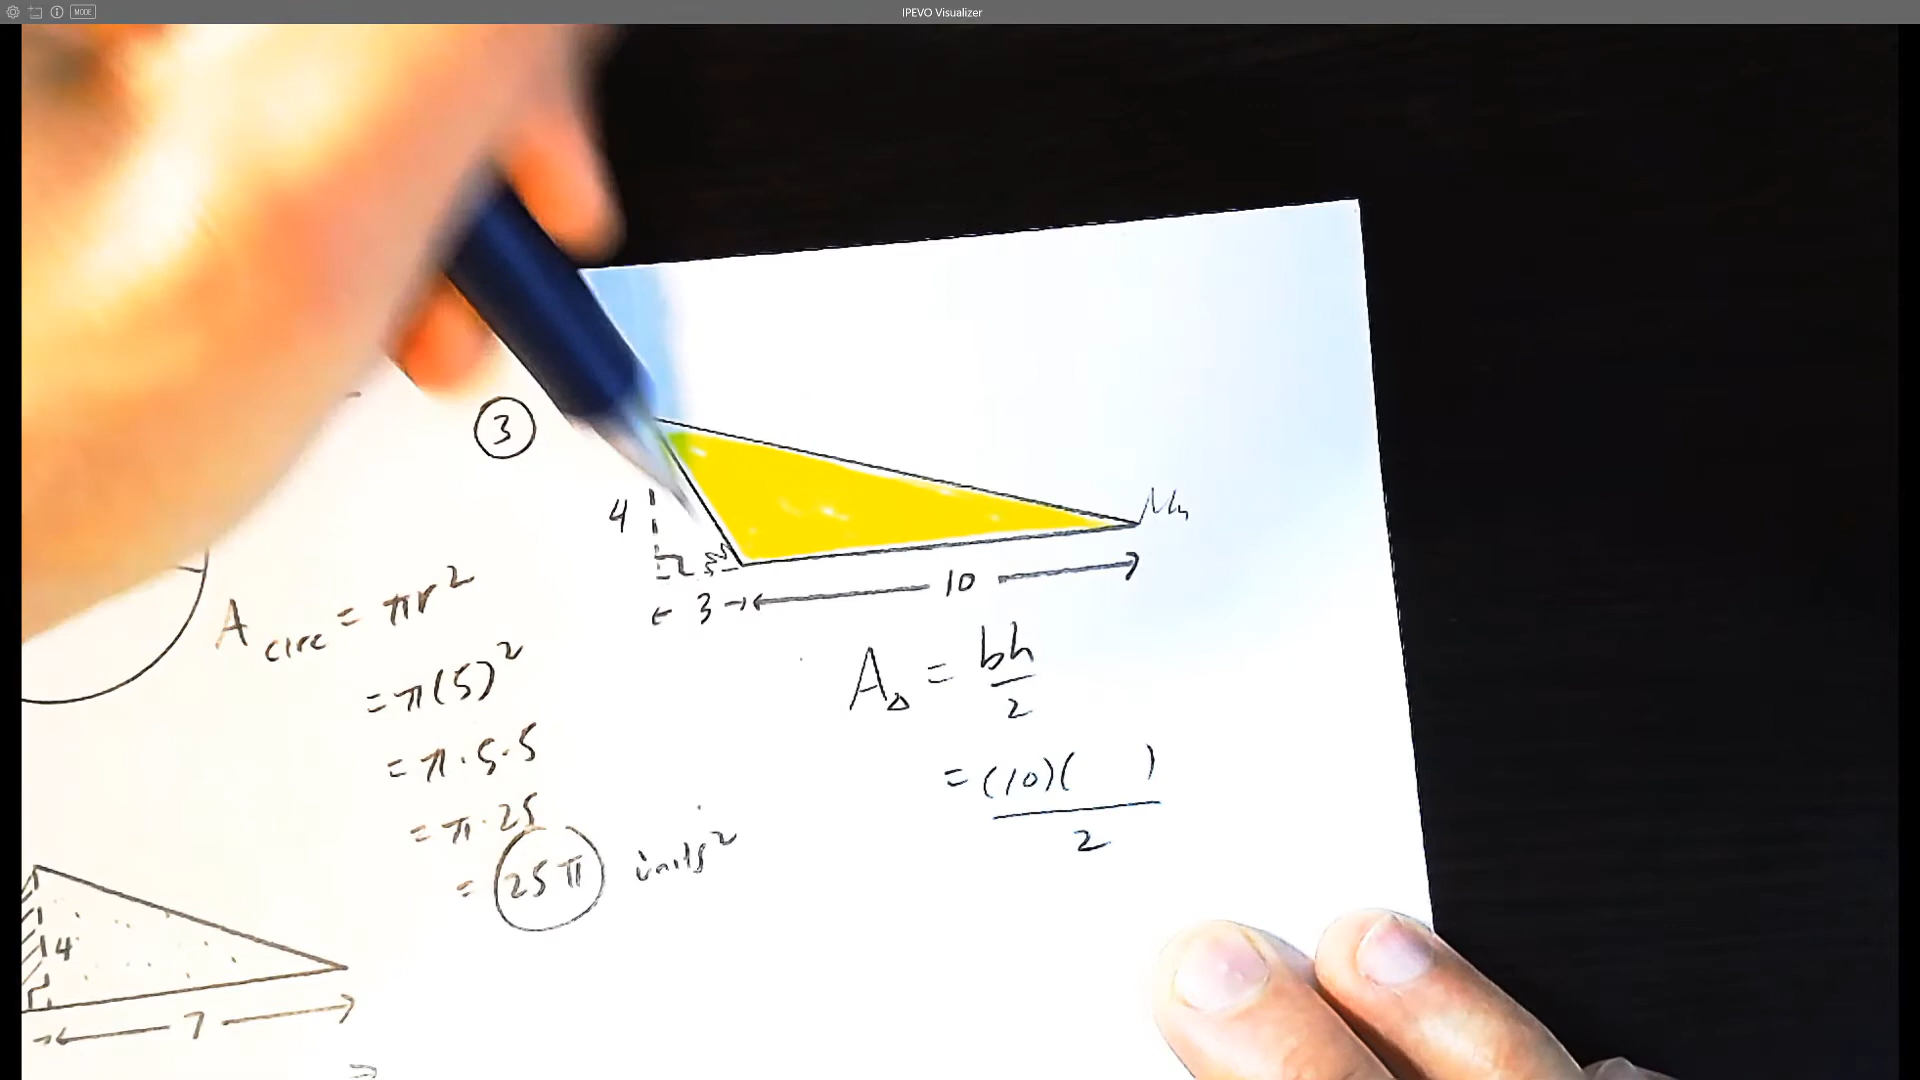 MODE
IPEVO Visualizer
3
4
3
10
A circ = πr²
= π(5)²
= π·5·5
= π·25
= 25π units²
A△ = bh/2
= (10)( )/2
4
7